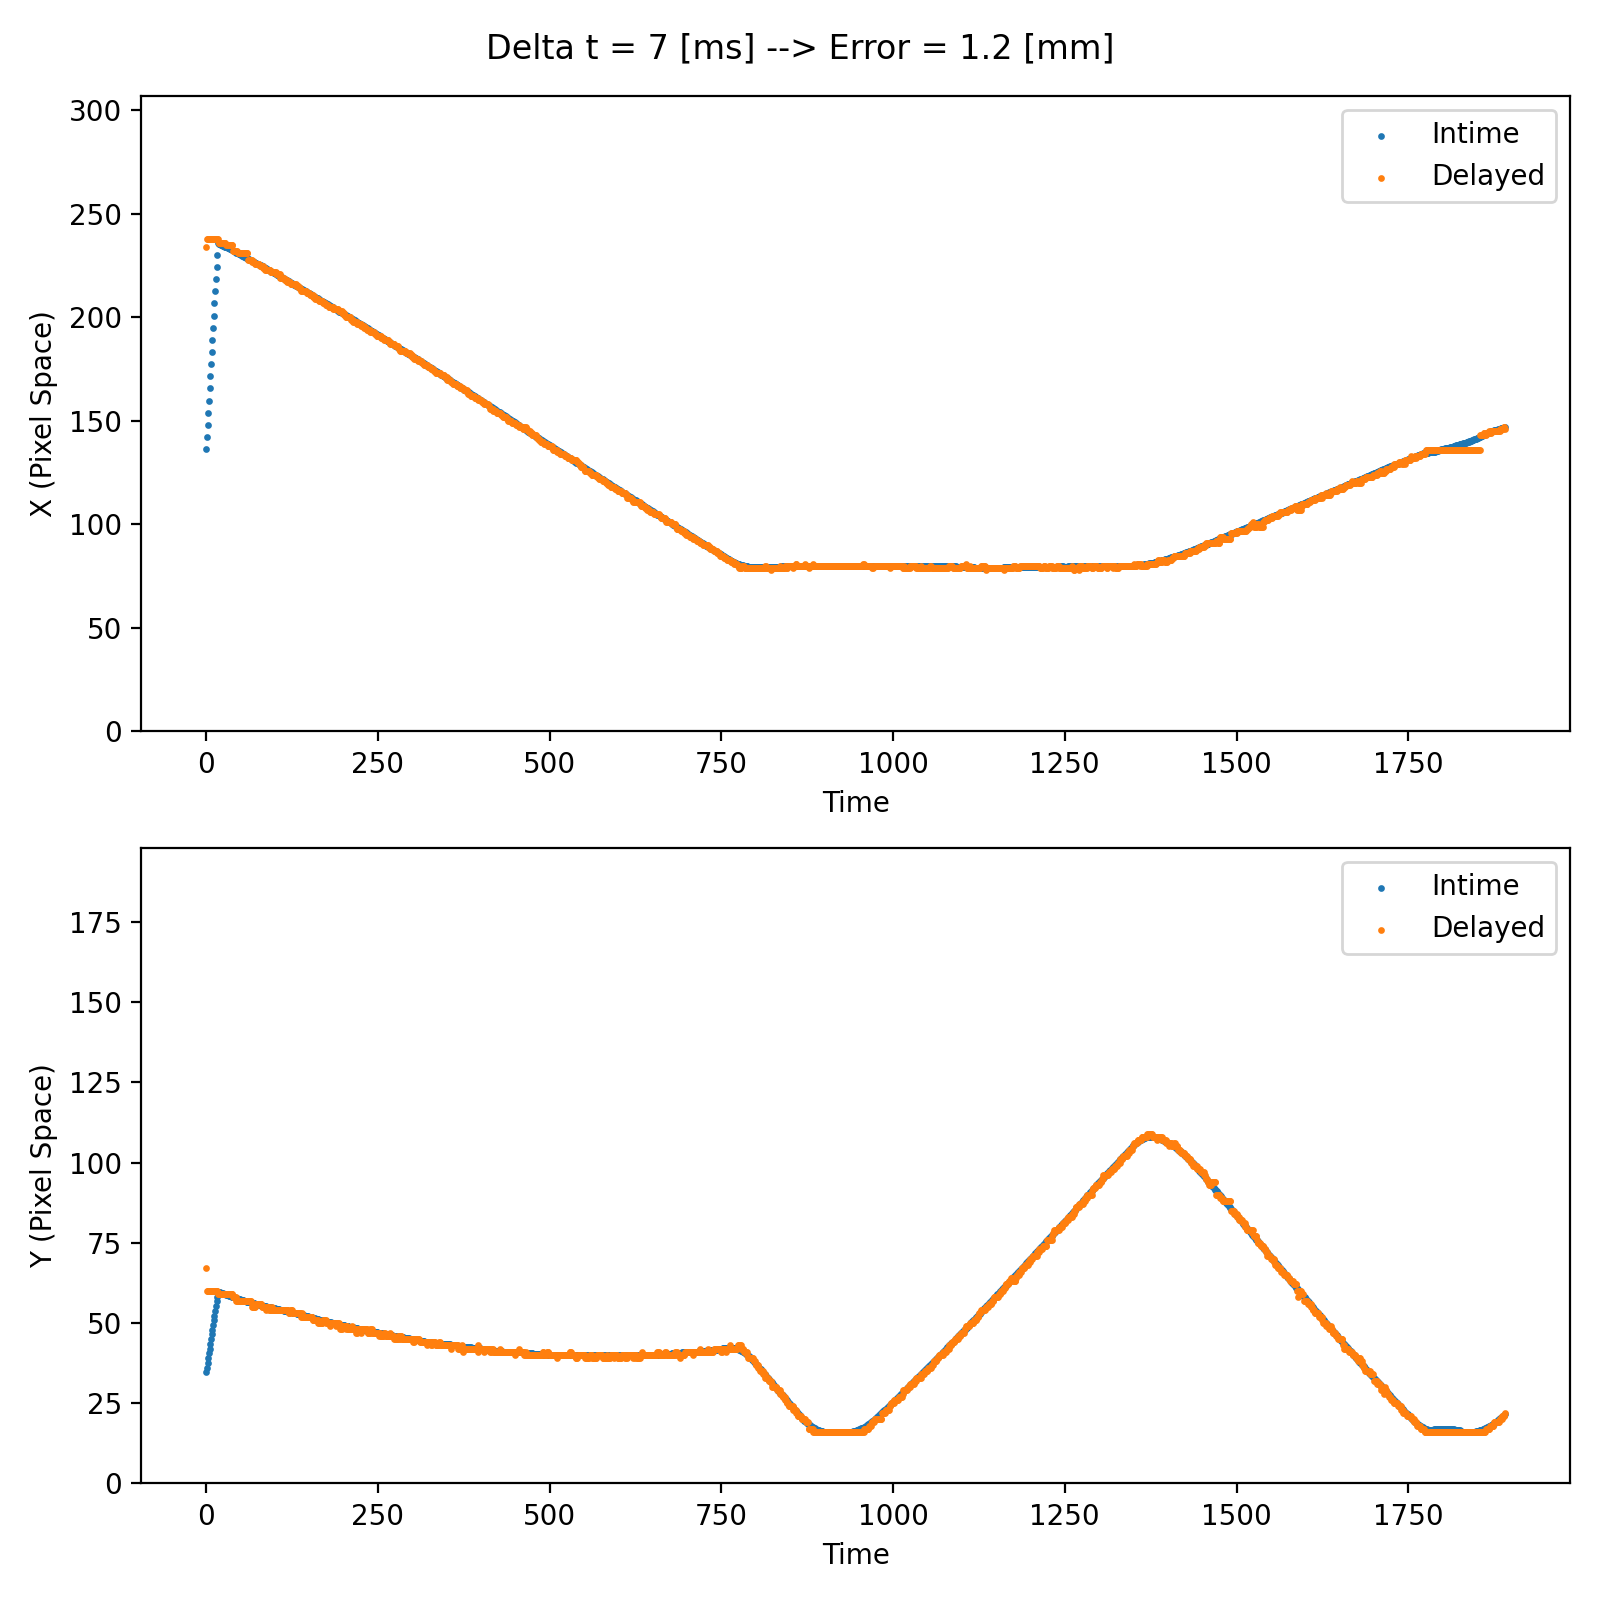 Delta t = 7 [ms] --> Error = 1.2 [mm]
300
250
200
150
100
50
0
X (Pixel Space)
Intime
Delayed
0 250 500 750 1000 1250 1500 1750
Time
175
150
125
100
75
50
25
0
Y (Pixel Space)
Intime
Delayed
0 250 500 750 1000 1250 1500 1750
Time